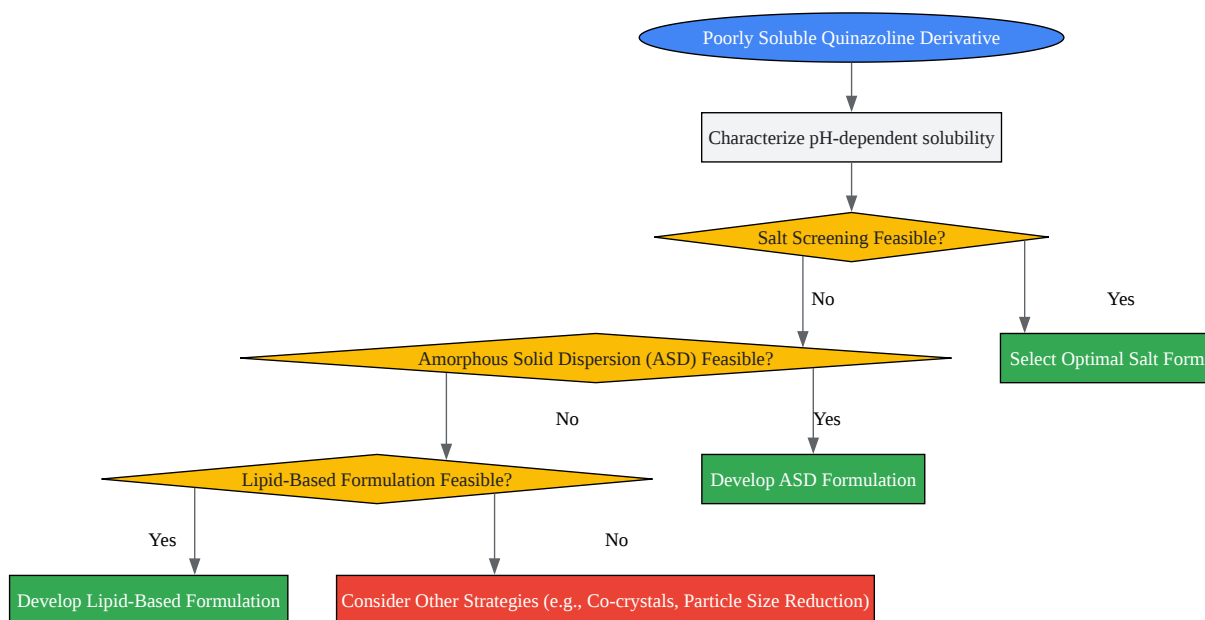 Poorly Soluble Quinazoline Derivative
Characterize pH-dependent solubility
Salt Screening Feasible?
No
Yes
Amorphous Solid Dispersion (ASD) Feasible?
Select Optimal Salt Form
No
Yes
Lipid-Based Formulation Feasible?
Develop ASD Formulation
Yes
No
Develop Lipid-Based Formulation
Consider Other Strategies (e.g., Co-crystals, Particle Size Reduction)